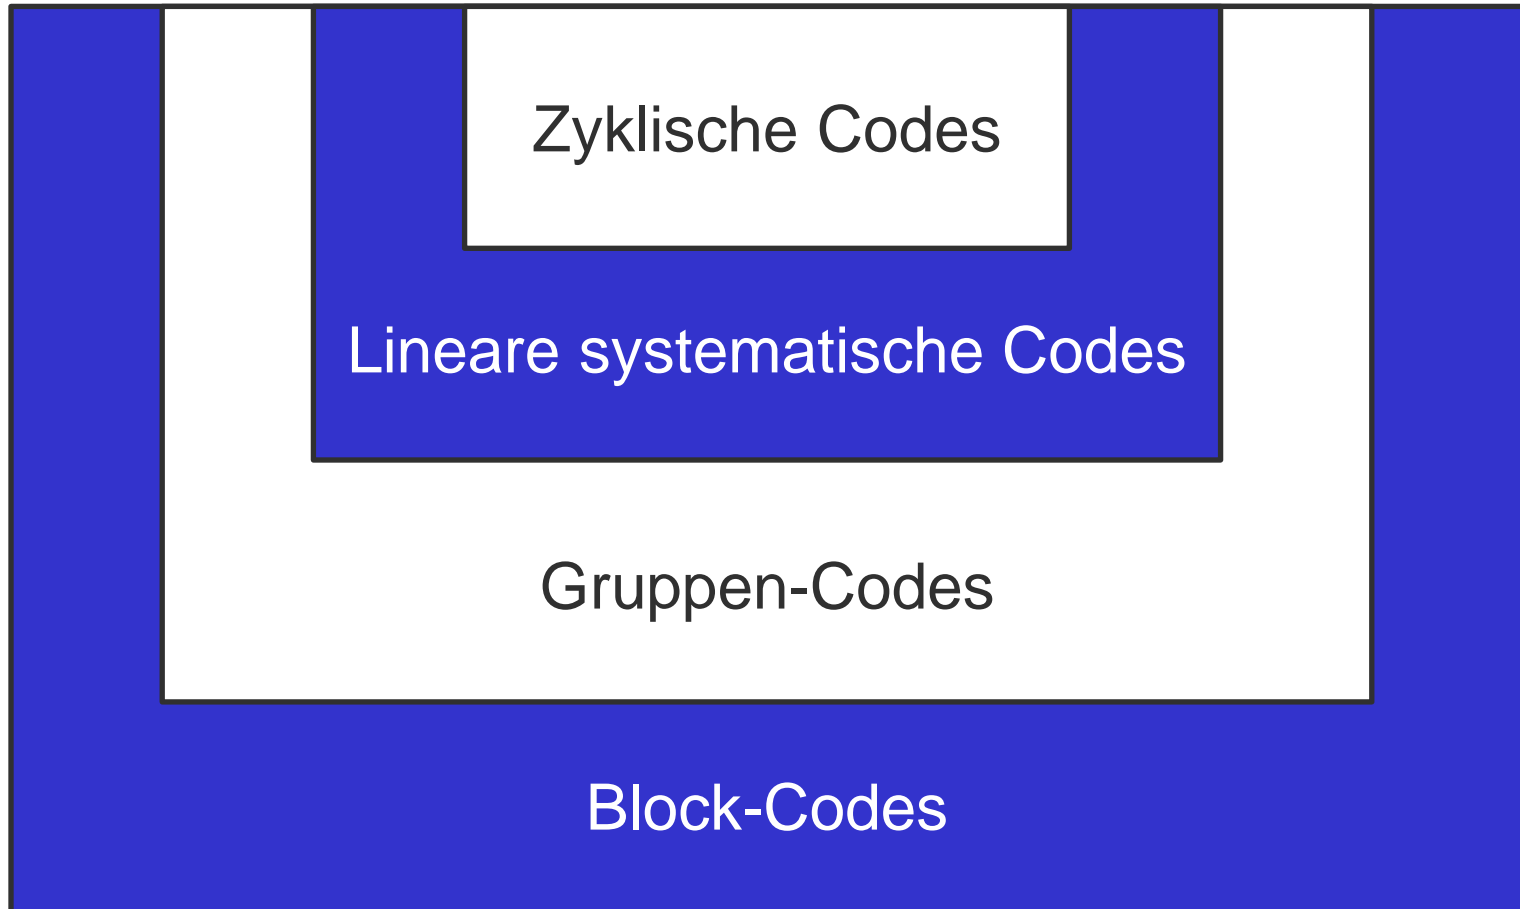 Zyklische Codes
Lineare systematische Codes
Gruppen-Codes
Block-Codes